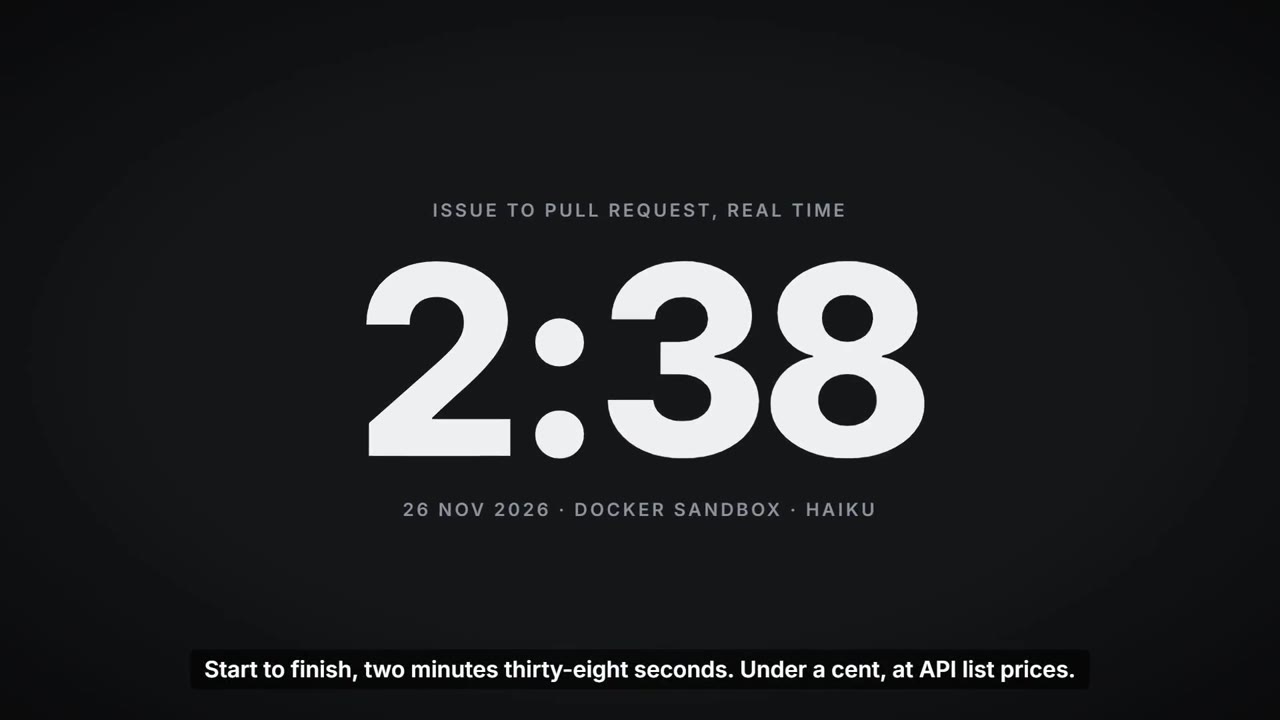 ISSUE TO PULL REQUEST, REAL TIME
2:38
26 NOV 2026 · DOCKER SANDBOX · HAIKU
Start to finish, two minutes thirty-eight seconds. Under a cent, at API list prices.